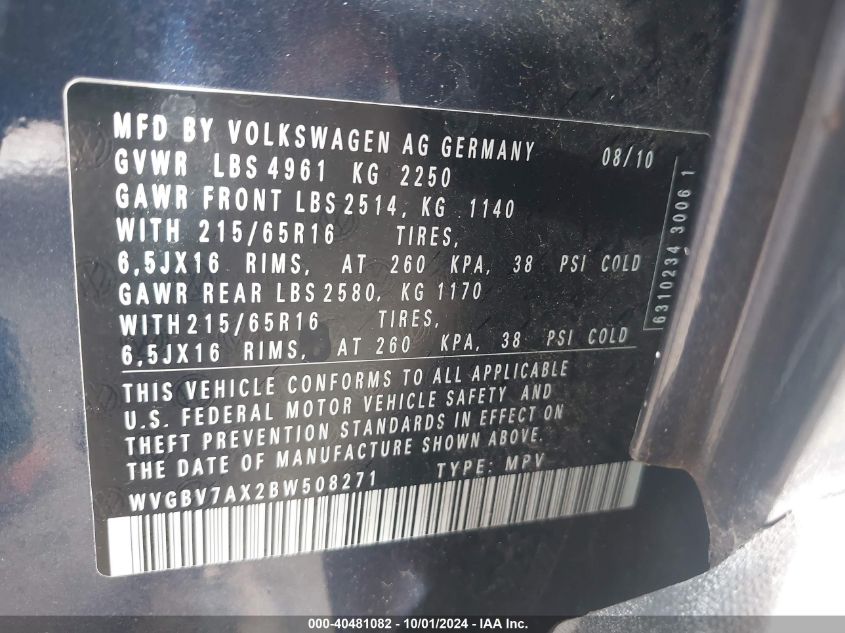 MFD BY VOLKSWAGEN AG GERMANY 08/10
GVWR LBS 4961 KG 2250
GAWR FRONT LBS 2514, KG 1140
WITH 215/65R16 TIRES,
6,5JX16 RIMS, AT 260 KPA, 38 PSI COLD
GAWR REAR LBS 2580, KG 1170
WITH 215/65R16 TIRES,
6,5JX16 RIMS, AT 260 KPA, 38 PSI COLD
THIS VEHICLE CONFORMS TO ALL APPLICABLE
U.S. FEDERAL MOTOR VEHICLE SAFETY AND
THEFT PREVENTION STANDARDS IN EFFECT ON
THE DATE OF MANUFACTURE SHOWN ABOVE.
WVGBV7AX2BW508271 TYPE: MPV
6310234 3006 1
000-40481082 - 10/01/2024 - IAA Inc.